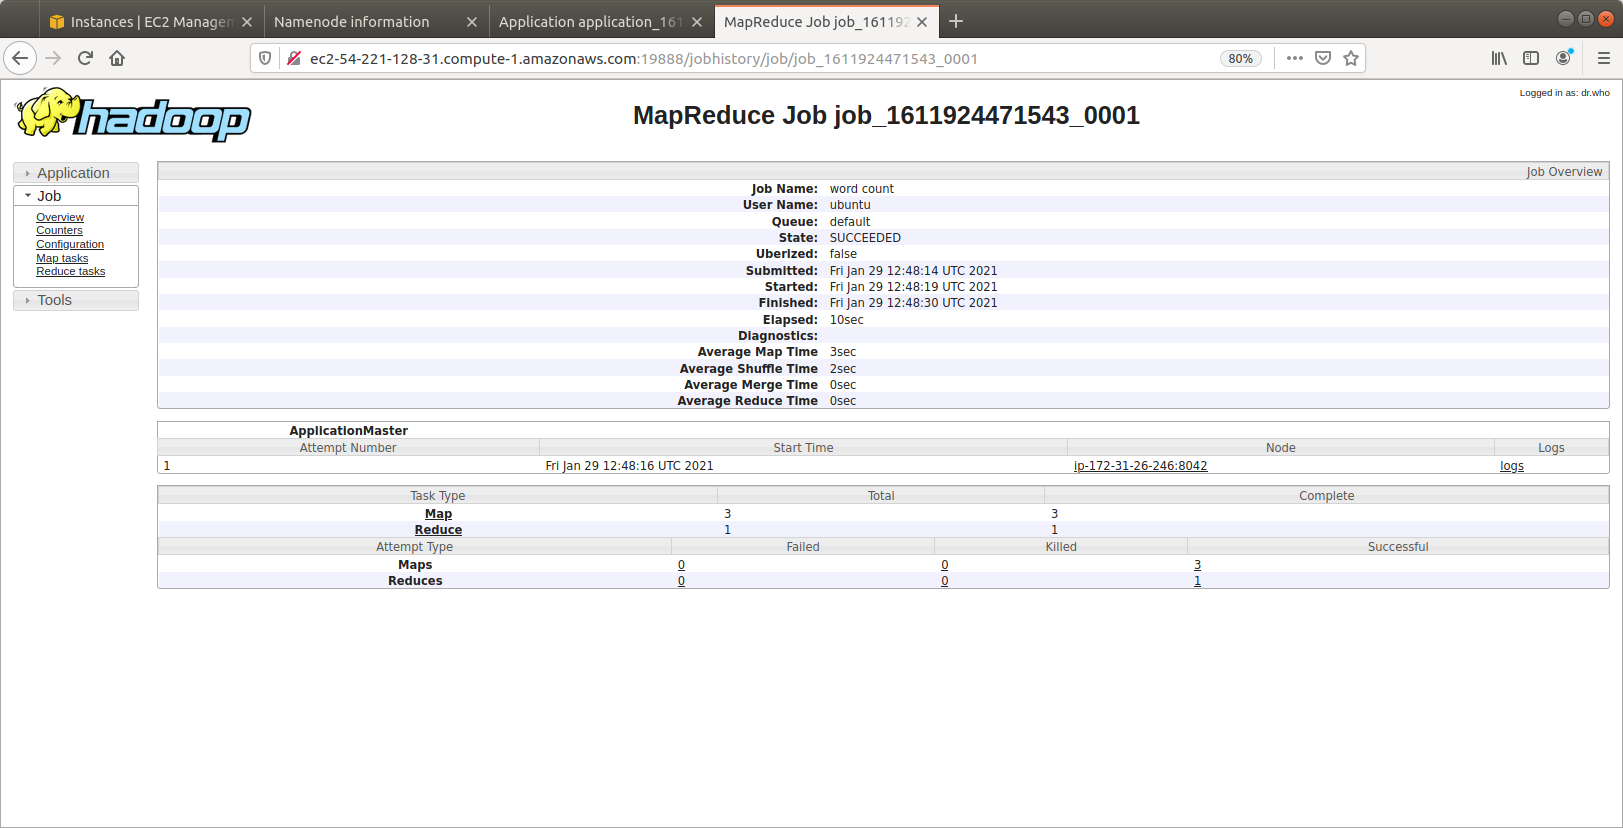 Instances | EC2 Managem
Namenode information
Application application_161
MapReduce Job job_161192
ec2-54-221-128-31.compute-1.amazonaws.com:19888/jobhistory/job/job_1611924471543_0001
80%
Logged in as: dr.who
hadoop
MapReduce Job job_1611924471543_0001
Application
Job
Overview
Counters
Configuration
Map tasks
Reduce tasks
Tools
Job Overview
Job Name: word count
User Name: ubuntu
Queue: default
State: SUCCEEDED
Uberized: false
Submitted: Fri Jan 29 12:48:14 UTC 2021
Started: Fri Jan 29 12:48:19 UTC 2021
Finished: Fri Jan 29 12:48:30 UTC 2021
Elapsed: 10sec
Diagnostics:
Average Map Time 3sec
Average Shuffle Time 2sec
Average Merge Time 0sec
Average Reduce Time 0sec
ApplicationMaster
Attempt Number Start Time Node Logs
1 Fri Jan 29 12:48:16 UTC 2021 ip-172-31-26-246:8042 logs
Task Type Total Complete
Map 3 3
Reduce 1 1
Attempt Type Failed Killed Successful
Maps 0 0 3
Reduces 0 0 1